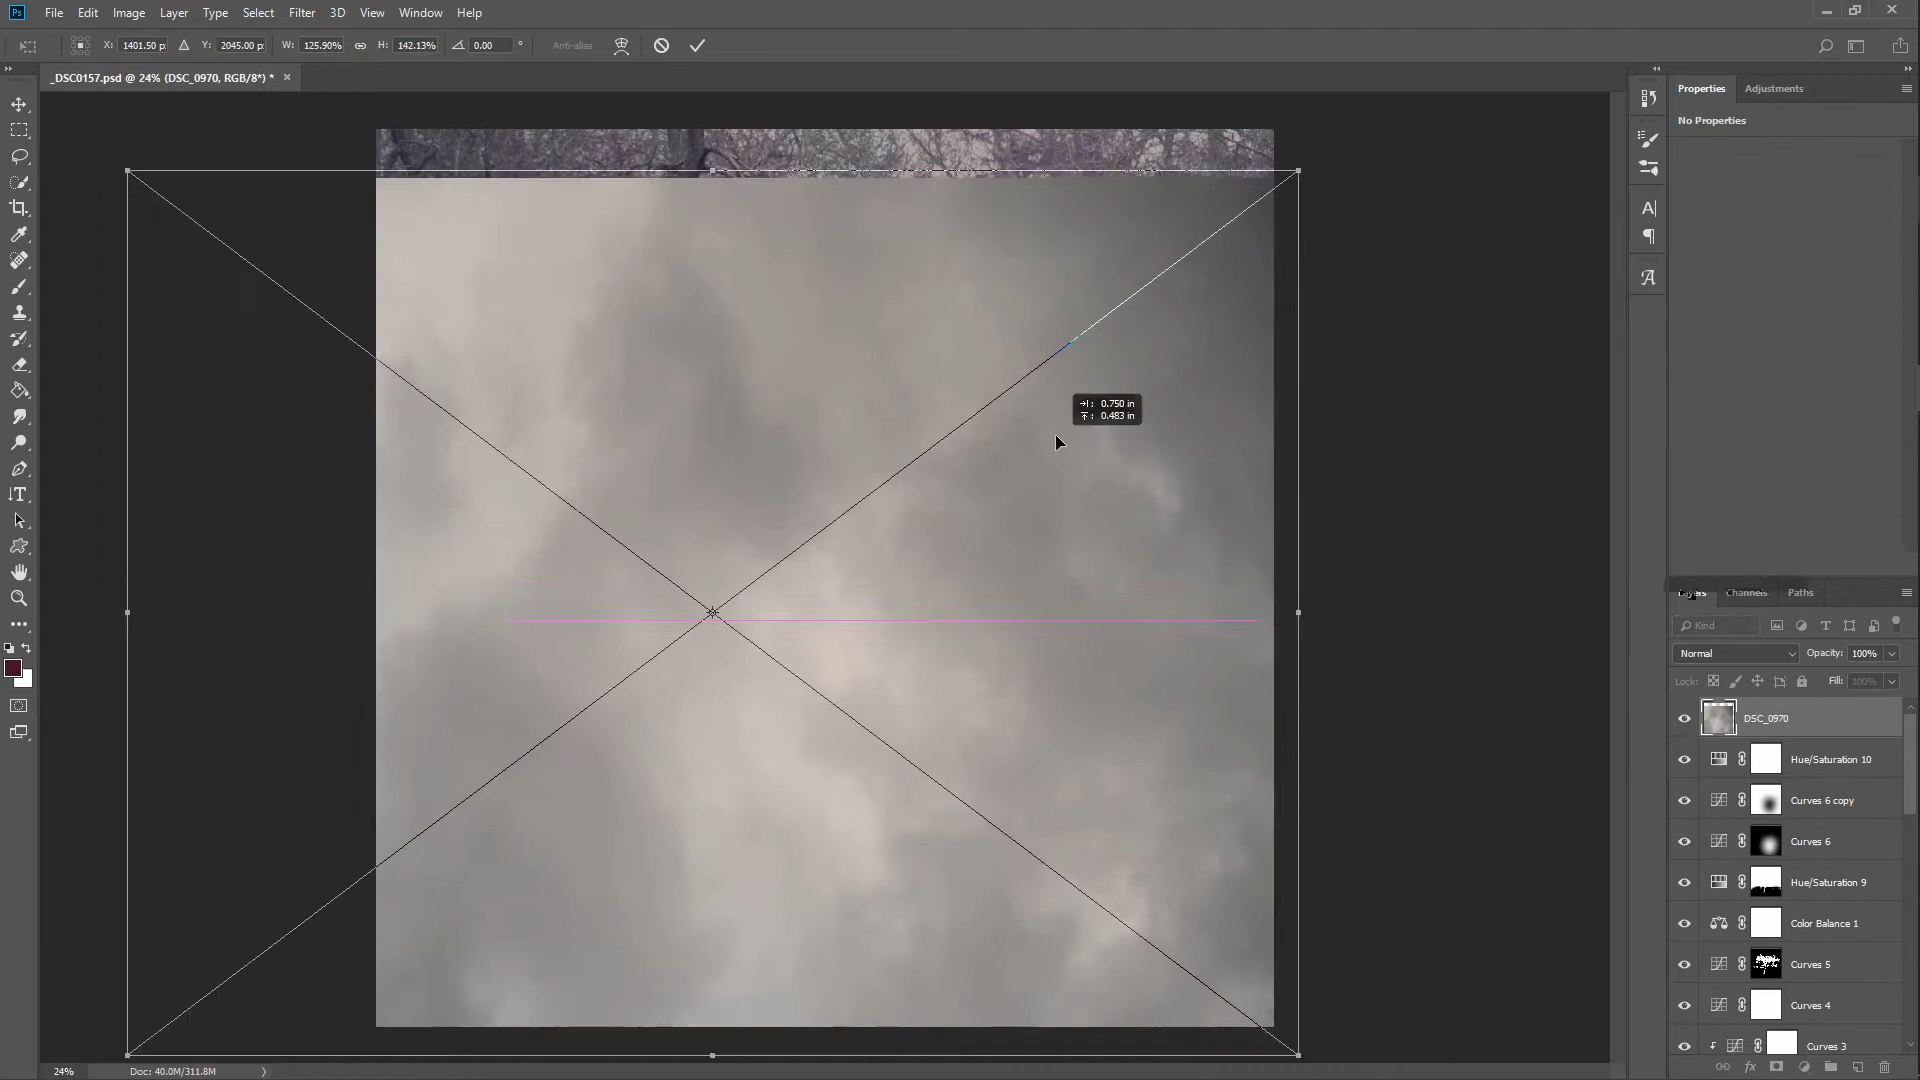 Ps File Edit Image Layer Type Select Filter 3D View Window Help
X: 1401.50 p: Y: 2045.00 p: W: 125.90% H: 142.13% 0.00 ° Anti-alias
_DSC0157.psd @ 24% (DSC_0970, RGB/8*) * ×
Properties Adjustments
No Properties
0.750 in
0.483 in
Layers Channels Paths
Kind
Normal Opacity: 100%
Lock: Fill: 100%
DSC_0970
Hue/Saturation 10
Curves 6 copy
Curves 6
Hue/Saturation 9
Color Balance 1
Curves 5
Curves 4
Curves 3
fx
24% Doc: 40.0M/311.8M